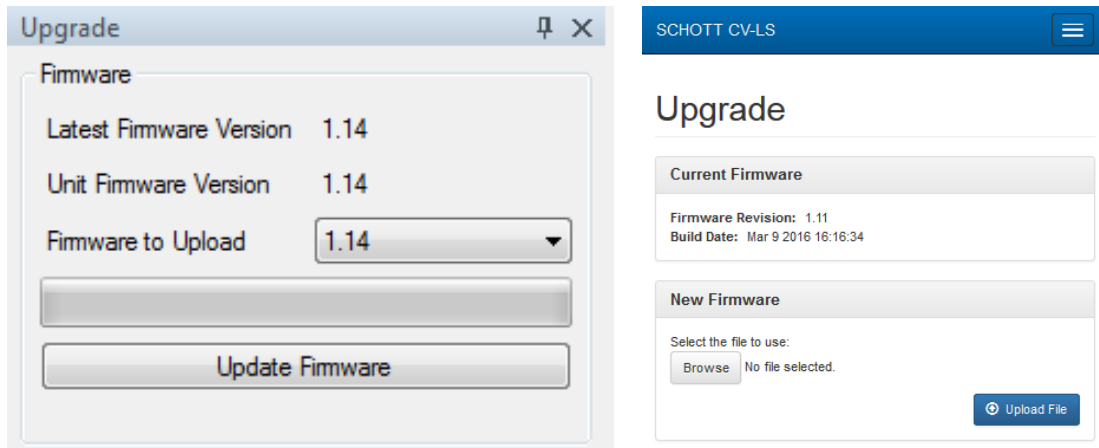 Upgrade
Firmware
Latest Firmware Version 1.14
Unit Firmware Version 1.14
Firmware to Upload 1.14
Update Firmware
SCHOTT CV-LS
Upgrade
Current Firmware
Firmware Revision: 1.11
Build Date: Mar 9 2016 16:16:34
New Firmware
Select the file to use:
Browse No file selected.
Upload File